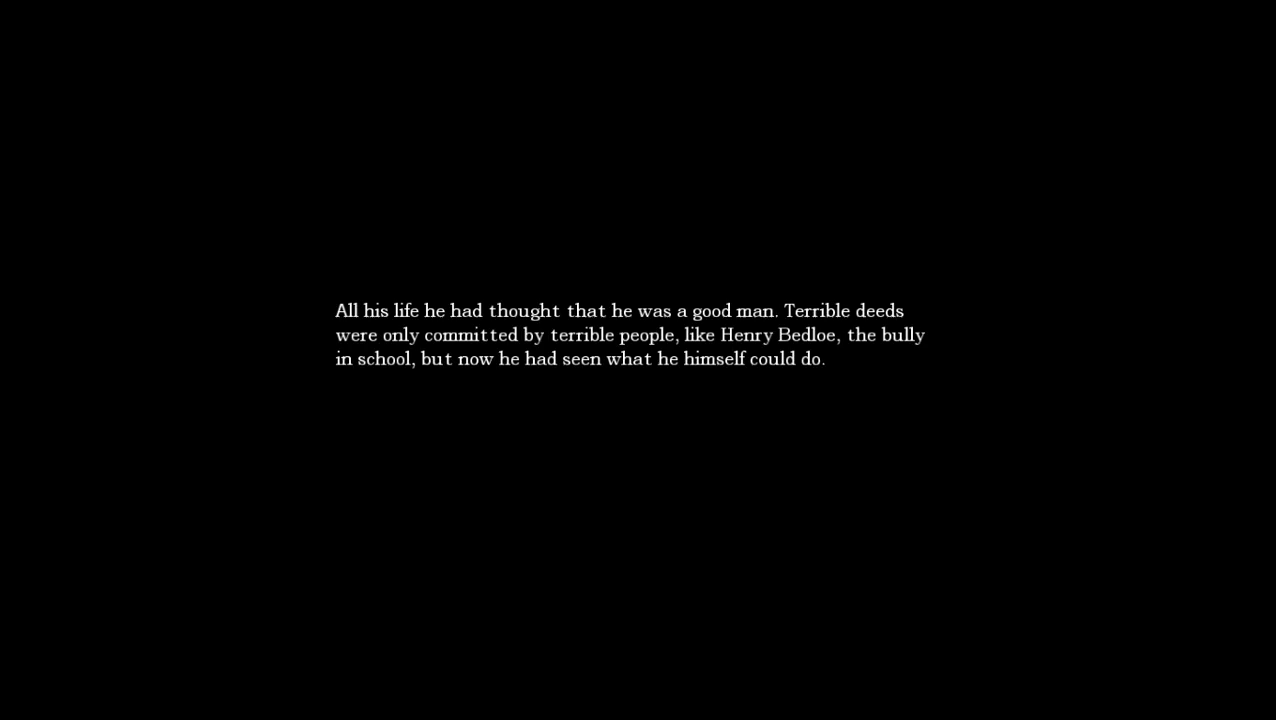 All his life he had thought that he was a good man. Terrible deeds
were only committed by terrible people, like Henry Bedloe, the bully
in school, but now he had seen what he himself could do.